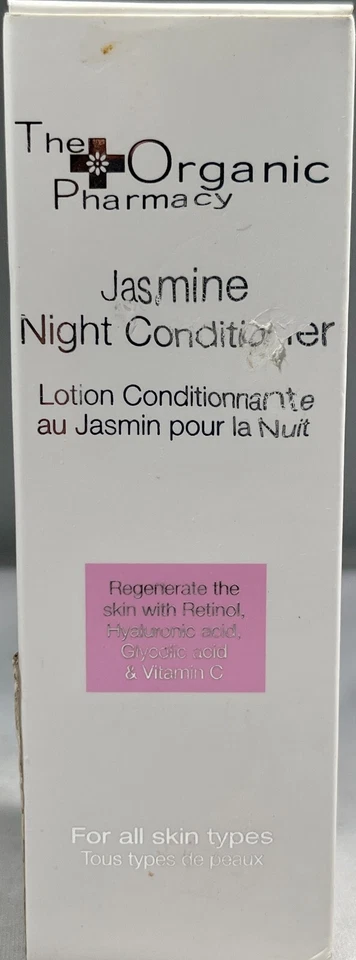 The Organic
Pharmacy
Jasmine
Night Conditioner
Lotion Conditionnante
au Jasmin pour la Nuit
Regenerate the
skin with Retinol,
Hyaluronic acid,
Glycolic acid
& Vitamin C
For all skin types
Tous types de peaux